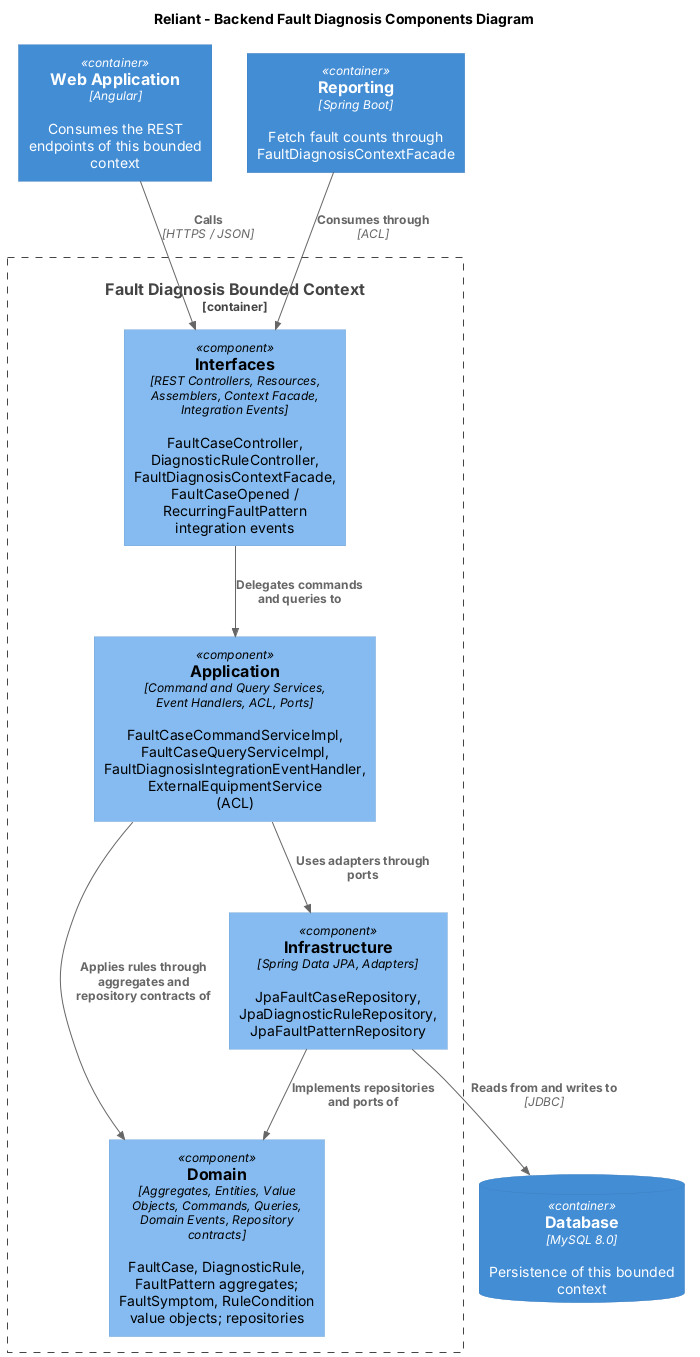 Reliant - Backend Fault Diagnosis Components Diagram
«container»
Web Application
[Angular]
Consumes the REST
endpoints of this bounded
context
«container»
Reporting
[Spring Boot]
Fetch fault counts through
FaultDiagnosisContextFacade
Calls
[HTTPS / JSON]
Consumes through
[ACL]
Fault Diagnosis Bounded Context
[container]
«component»
Interfaces
[REST Controllers, Resources,
Assemblers, Context Facade,
Integration Events]
FaultCaseController,
DiagnosticRuleController,
FaultDiagnosisContextFacade,
FaultCaseOpened /
RecurringFaultPattern
integration events
Delegates commands
and queries to
«component»
Application
[Command and Query Services,
Event Handlers, ACL, Ports]
FaultCaseCommandServiceImpl,
FaultCaseQueryServiceImpl,
FaultDiagnosisIntegrationEventHandler,
ExternalEquipmentService
(ACL)
Uses adapters through
ports
Applies rules through
aggregates and
repository contracts of
«component»
Infrastructure
[Spring Data JPA, Adapters]
JpaFaultCaseRepository,
JpaDiagnosticRuleRepository,
JpaFaultPatternRepository
Implements repositories
and ports of
Reads from and writes to
[JDBC]
«component»
Domain
[Aggregates, Entities, Value
Objects, Commands, Queries,
Domain Events, Repository
contracts]
FaultCase, DiagnosticRule,
FaultPattern aggregates;
FaultSymptom, RuleCondition
value objects; repositories
«container»
Database
[MySQL 8.0]
Persistence of this bounded
context